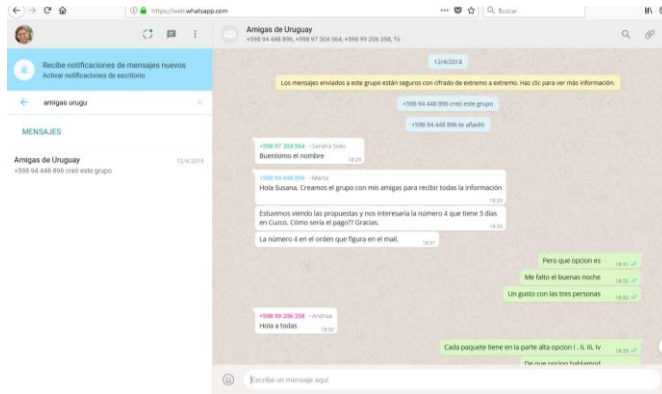 https://web.whatsapp.com
Buscar
Amigas de Uruguay
+598 94 448 896, +598 97 304 564, +598 99 206 358, Tú
Recibe notificaciones de mensajes nuevos
Activar notificaciones de escritorio
amigas urugu
MENSAJES
Amigas de Uruguay
12/4/2018
+598 94 448 896 creó este grupo
12/4/2018
Los mensajes enviados a este grupo están seguros con cifrado de extremo a extremo. Haz clic para ver más información.
+598 94 448 896 creó este grupo
+598 94 448 896 te añadió
+598 97 304 564 ~Sandra Soto
Buenisimo el nombre
18:29
+598 94 448 896 ~Marta
Hola Susana. Creamos el grupo con mis amigas para recibir todas la información
Estuvimos viendo las propuestas y nos interesaría la número 4 que tiene 3 días
en Cuzco. Cómo sería el pago?? Gracias.
18:30
La número 4 en el orden que figura en el mail.
18:31
Pero que opcion es
18:31
Me falto el buenas noche
Un gusto con las tres personas
18:32
+598 99 206 358 ~Andrea
Hola a todas
18:32
Cada paquete tiene en la parte alta opcion I . II. III. IV
De que opcion hablamod
Escribe un mensaje aquí